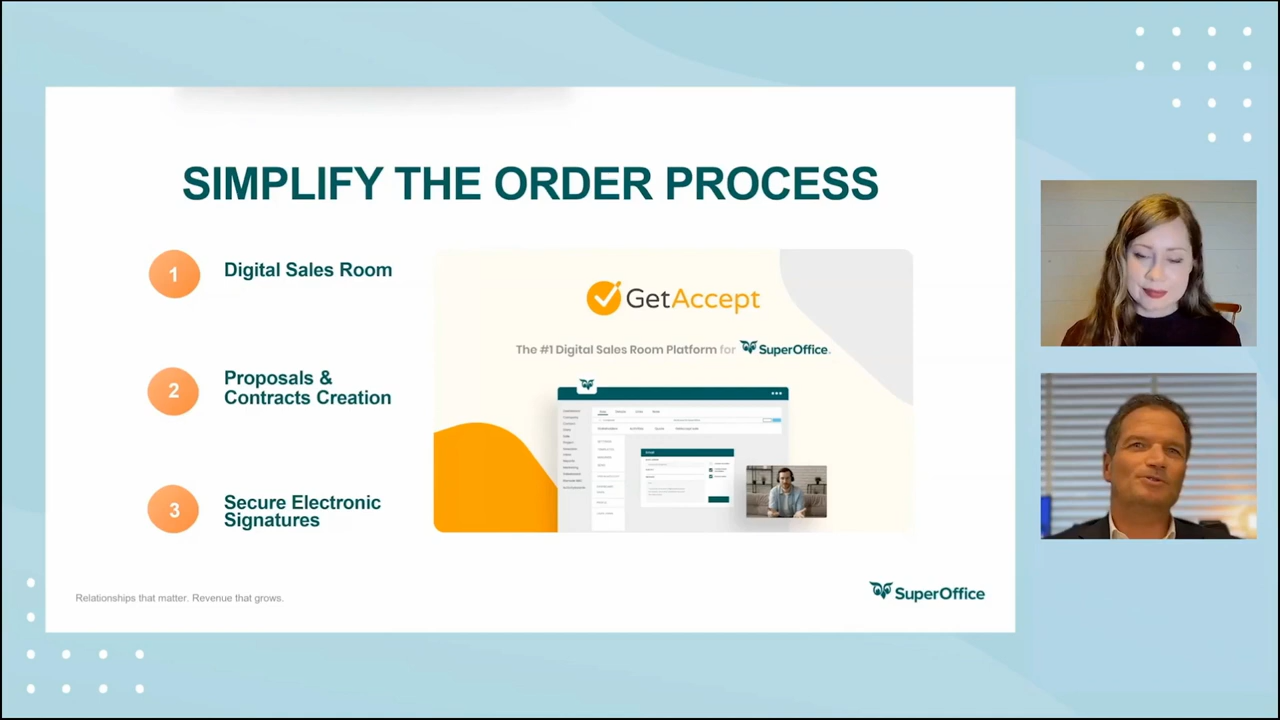 SIMPLIFY THE ORDER PROCESS
1
Digital Sales Room
2
Proposals &
Contracts Creation
3
Secure Electronic
Signatures
GetAccept
The #1 Digital Sales Room Platform for SuperOffice.
Relationships that matter. Revenue that grows.
SuperOffice